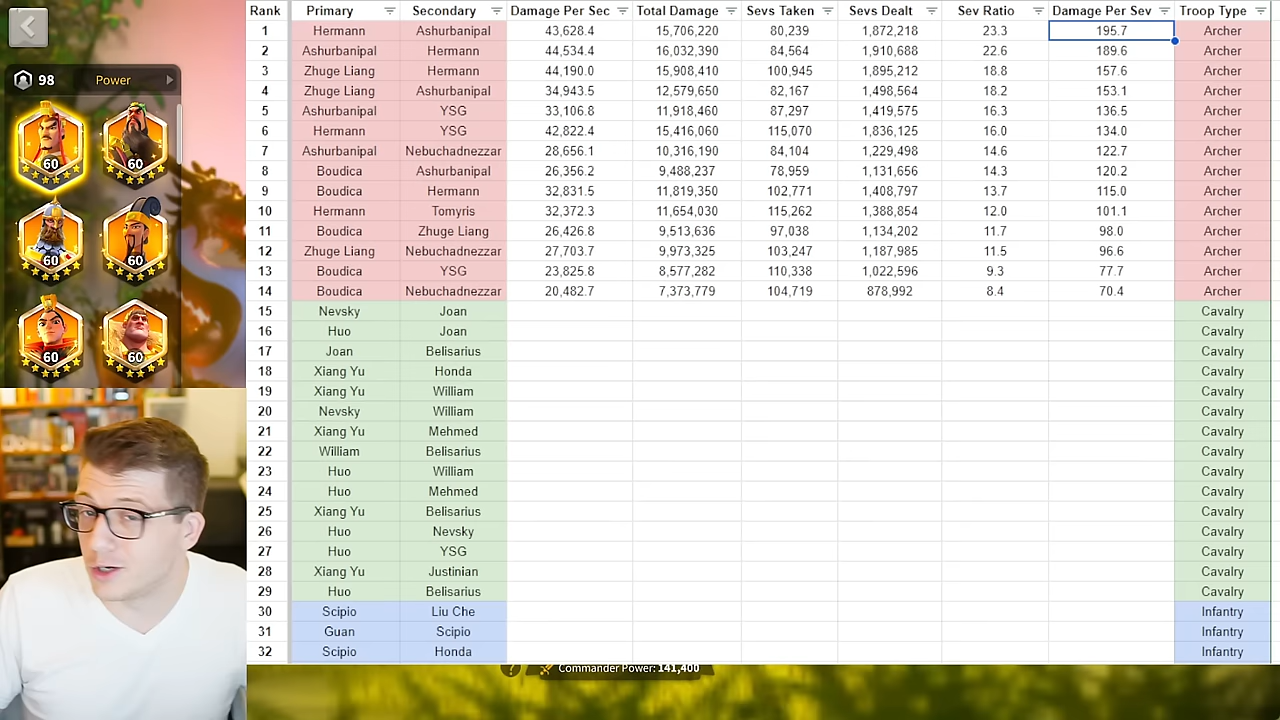 98 Power
60 60
60 60
60 60
Rank Primary Secondary Damage Per Sec Total Damage Sevs Taken Sevs Dealt Sev Ratio Damage Per Sev Troop Type
1 Hermann Ashurbanipal 43,628.4 15,706,220 80,239 1,872,218 23.3 195.7 Archer
2 Ashurbanipal Hermann 44,534.4 16,032,390 84,564 1,910,688 22.6 189.6 Archer
3 Zhuge Liang Hermann 44,190.0 15,908,410 100,945 1,895,212 18.8 157.6 Archer
4 Zhuge Liang Ashurbanipal 34,943.5 12,579,650 82,167 1,498,564 18.2 153.1 Archer
5 Ashurbanipal YSG 33,106.8 11,918,460 87,297 1,419,575 16.3 136.5 Archer
6 Hermann YSG 42,822.4 15,416,060 115,070 1,836,125 16.0 134.0 Archer
7 Ashurbanipal Nebuchadnezzar 28,656.1 10,316,190 84,104 1,229,498 14.6 122.7 Archer
8 Boudica Ashurbanipal 26,356.2 9,488,237 78,959 1,131,656 14.3 120.2 Archer
9 Boudica Hermann 32,831.5 11,819,350 102,771 1,408,797 13.7 115.0 Archer
10 Hermann Tomyris 32,372.3 11,654,030 115,262 1,388,854 12.0 101.1 Archer
11 Boudica Zhuge Liang 26,426.8 9,513,636 97,038 1,134,202 11.7 98.0 Archer
12 Zhuge Liang Nebuchadnezzar 27,703.7 9,973,325 103,247 1,187,985 11.5 96.6 Archer
13 Boudica YSG 23,825.8 8,577,282 110,338 1,022,596 9.3 77.7 Archer
14 Boudica Nebuchadnezzar 20,482.7 7,373,779 104,719 878,992 8.4 70.4 Archer
15 Nevsky Joan Cavalry
16 Huo Joan Cavalry
17 Joan Belisarius Cavalry
18 Xiang Yu Honda Cavalry
19 Xiang Yu William Cavalry
20 Nevsky William Cavalry
21 Xiang Yu Mehmed Cavalry
22 William Belisarius Cavalry
23 Huo William Cavalry
24 Huo Mehmed Cavalry
25 Xiang Yu Belisarius Cavalry
26 Huo Nevsky Cavalry
27 Huo YSG Cavalry
28 Xiang Yu Justinian Cavalry
29 Huo Belisarius Cavalry
30 Scipio Liu Che Infantry
31 Guan Scipio Infantry
32 Scipio Honda Infantry
? Commander Power: 141,400